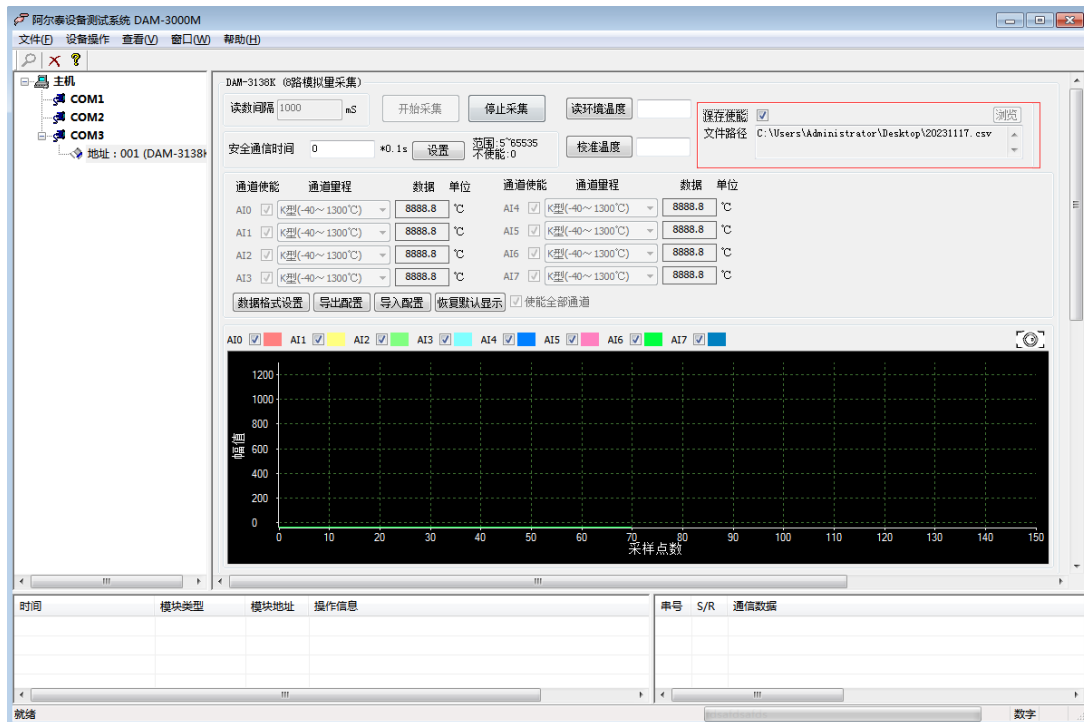 阿尔泰设备测试系统 DAM-3000M
文件(F) 设备操作 查看(V) 窗口(W) 帮助(H)
主机
COM1
COM2
COM3
地址：001 (DAM-3138K
DAM-3138K (8路模拟量采集)
读数间隔 1000 mS 开始采集 停止采集 读环境温度
安全通信时间 0 *0.1s 设置 范围:5~65535
不使能:0
校准温度
保存使能 浏览
文件路径 C:\Users\Administrator\Desktop\20231117.csv
通道使能 通道量程 数据 单位 通道使能 通道量程 数据 单位
AI0 K型(-40～1300℃) 8888.8 ℃ AI4 K型(-40～1300℃) 8888.8 ℃
AI1 K型(-40～1300℃) 8888.8 ℃ AI5 K型(-40～1300℃) 8888.8 ℃
AI2 K型(-40～1300℃) 8888.8 ℃ AI6 K型(-40～1300℃) 8888.8 ℃
AI3 K型(-40～1300℃) 8888.8 ℃ AI7 K型(-40～1300℃) 8888.8 ℃
数据格式设置 导出配置 导入配置 恢复默认显示 使能全部通道
AI0 AI1 AI2 AI3 AI4 AI5 AI6 AI7
1200
1000
800
600
400
200
0
幅值
0 10 20 30 40 50 60 70 80 90 100 110 120 130 140 150
采样点数
时间 模块类型 模块地址 操作信息 串号 S/R 通信数据
就绪 数字